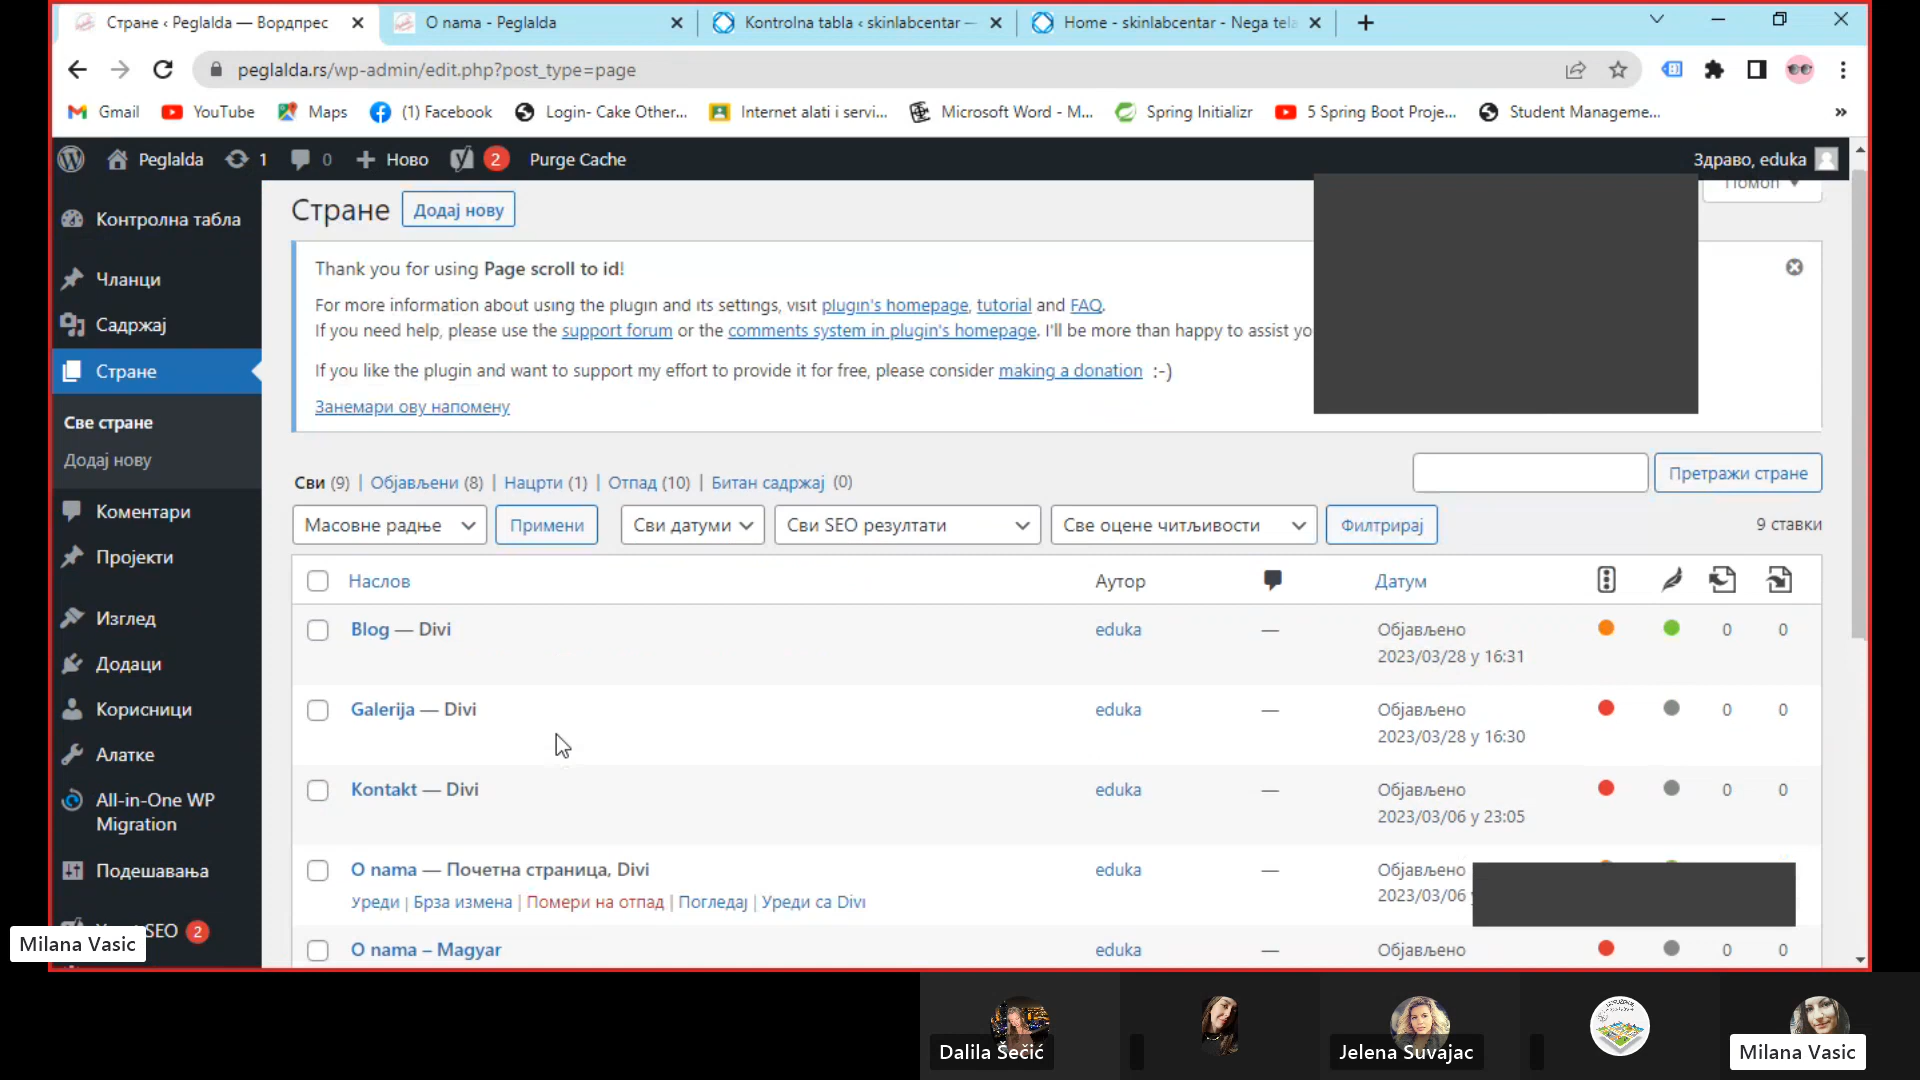 Стране ‹ Peglalda — Вордпрес
O nama - Peglalda
Kontrolna tabla ‹ skinlabcentar —
Home - skinlabcentar - Nega tela
peglalda.rs/wp-admin/edit.php?post_type=page
Gmail YouTube Maps (1) Facebook Login- Cake Other... Internet alati i servi... Microsoft Word - M... Spring Initializr 5 Spring Boot Proje... Student Manageme... »
Peglalda 1 0 Ново 2 Purge Cache Здраво, eduka
Контролна табла
Чланци
Садржај
Стране
Све стране
Додај нову
Коментари
Пројекти
Изглед
Додаци
Корисници
Алатке
All-in-One WP
Migration
Подешавања
SEO 2
Стране Додај нову
Помоћ
Thank you for using Page scroll to id!
For more information about using the plugin and its settings, visit plugin's homepage, tutorial and FAQ.
If you need help, please use the support forum or the comments system in plugin's homepage. I'll be more than happy to assist yo
If you like the plugin and want to support my effort to provide it for free, please consider making a donation :-)
Занемари ову напомену
Сви (9) | Објављени (8) | Нацрти (1) | Отпад (10) | Битан садржај (0)
Претражи стране
Масовне радње Примени Сви датуми Сви SEO резултати Све оцене читљивости Филтрирај 9 ставки
Наслов Аутор Датум
Blog — Divi eduka — Објављено 0 0
2023/03/28 у 16:31
Galerija — Divi eduka — Објављено 0 0
2023/03/28 у 16:30
Kontakt — Divi eduka — Објављено 0 0
2023/03/06 у 23:05
O nama — Почетна страница, Divi eduka — Објављено
Уреди | Брза измена | Помери на отпад | Погледај | Уреди са Divi 2023/03/06
O nama – Magyar eduka — Објављено 0 0
Milana Vasic
Dalila Šečić
Jelena Suvajac
Milana Vasic